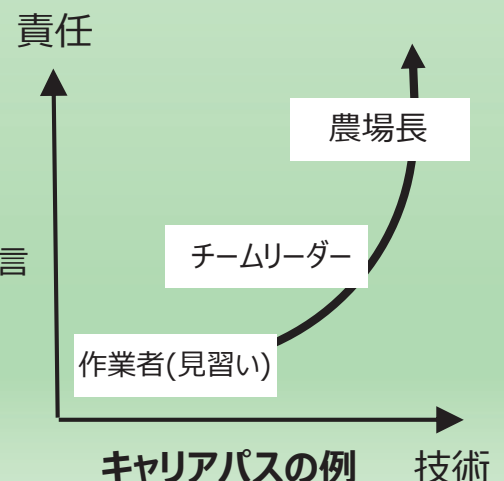 責任
農場長
チームリーダー
言
作業者(見習い)
キャリアパスの例
技術